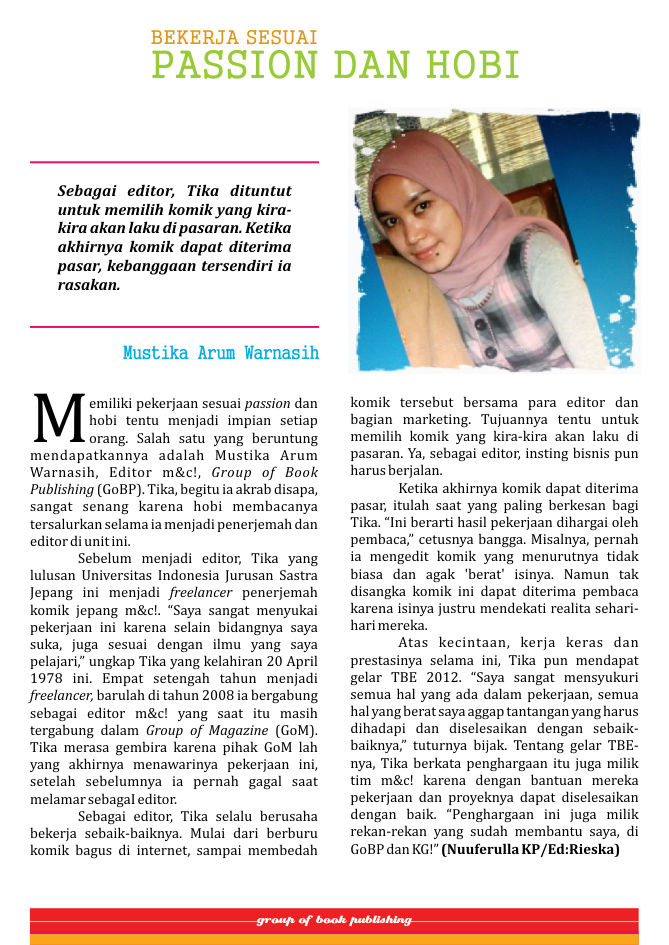 BEKERJA SESUAI
PASSION DAN HOBI
Sebagai editor, Tika dituntut
untuk memilih komik yang kira-
kira akan laku di pasaran. Ketika
akhirnya komik dapat diterima
pasar, kebanggaan tersendiri ia
rasakan.
Mustika Arum Warnasih
Memiliki pekerjaan sesuai passion dan
hobi tentu menjadi impian setiap
orang. Salah satu yang beruntung
mendapatkannya adalah Mustika Arum
Warnasih, Editor m&c!, Group of Book
Publishing (GoBP). Tika, begitu ia akrab disapa,
sangat senang karena hobi membacanya
tersalurkan selama ia menjadi penerjemah dan
editor di unit ini.
Sebelum menjadi editor, Tika yang
lulusan Universitas Indonesia Jurusan Sastra
Jepang ini menjadi freelancer penerjemah
komik jepang m&c!. “Saya sangat menyukai
pekerjaan ini karena selain bidangnya saya
suka, juga sesuai dengan ilmu yang saya
pelajari,” ungkap Tika yang kelahiran 20 April
1978 ini. Empat setengah tahun menjadi
freelancer, barulah di tahun 2008 ia bergabung
sebagai editor m&c! yang saat itu masih
tergabung dalam Group of Magazine (GoM).
Tika merasa gembira karena pihak GoM lah
yang akhirnya menawarinya pekerjaan ini,
setelah sebelumnya ia pernah gagal saat
melamar sebagaI editor.
Sebagai editor, Tika selalu berusaha
bekerja sebaik-baiknya. Mulai dari berburu
komik bagus di internet, sampai membedah
komik tersebut bersama para editor dan
bagian marketing. Tujuannya tentu untuk
memilih komik yang kira-kira akan laku di
pasaran. Ya, sebagai editor, insting bisnis pun
harus berjalan.
Ketika akhirnya komik dapat diterima
pasar, itulah saat yang paling berkesan bagi
Tika. “Ini berarti hasil pekerjaan dihargai oleh
pembaca,” cetusnya bangga. Misalnya, pernah
ia mengedit komik yang menurutnya tidak
biasa dan agak 'berat' isinya. Namun tak
disangka komik ini dapat diterima pembaca
karena isinya justru mendekati realita sehari-
hari mereka.
Atas kecintaan, kerja keras dan
prestasinya selama ini, Tika pun mendapat
gelar TBE 2012. “Saya sangat mensyukuri
semua hal yang ada dalam pekerjaan, semua
hal yang berat saya aggap tantangan yang harus
dihadapi dan diselesaikan dengan sebaik-
baiknya,” tuturnya bijak. Tentang gelar TBE-
nya, Tika berkata penghargaan itu juga milik
tim m&c! karena dengan bantuan mereka
pekerjaan dan proyeknya dapat diselesaikan
dengan baik. “Penghargaan ini juga milik
rekan-rekan yang sudah membantu saya, di
GoBP dan KG!” (Nuuferulla KP/Ed:Rieska)
group of book publishing